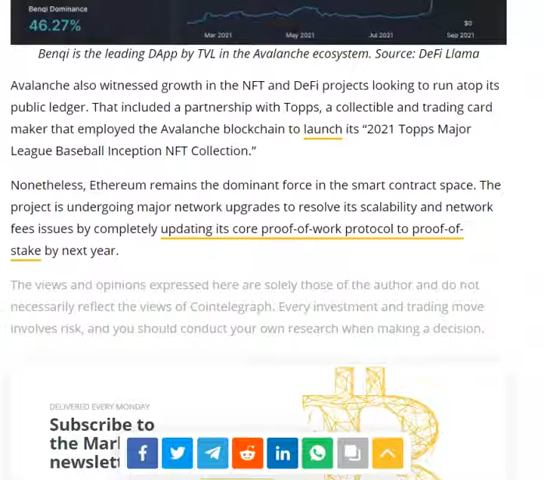 Benqi Dominance
46.27%
$0
Mar 2021 May 2021 Jul 2021 Sep 2021
Benqi is the leading DApp by TVL in the Avalanche ecosystem. Source: DeFi Llama
Avalanche also witnessed growth in the NFT and DeFi projects looking to run atop its
public ledger. That included a partnership with Topps, a collectible and trading card
maker that employed the Avalanche blockchain to launch its “2021 Topps Major
League Baseball Inception NFT Collection.”
Nonetheless, Ethereum remains the dominant force in the smart contract space. The
project is undergoing major network upgrades to resolve its scalability and network
fees issues by completely updating its core proof-of-work protocol to proof-of-
stake by next year.
The views and opinions expressed here are solely those of the author and do not
necessarily reflect the views of Cointelegraph. Every investment and trading move
involves risk, and you should conduct your own research when making a decision.
DELIVERED EVERY MONDAY
Subscribe to
the Mar
newslet